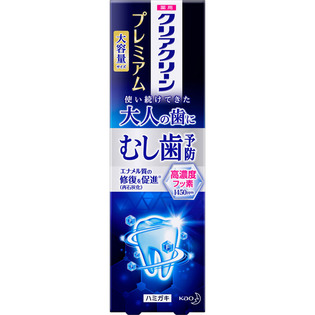 薬用
クリアクリーン
プレミアム
大容量
サイズ
使い続けてきた
大人の歯に
むし歯予防
エナメル質の
修復を促進※
(再石灰化)
高濃度
フッ素
1450ppm
ハミガキ
Kao